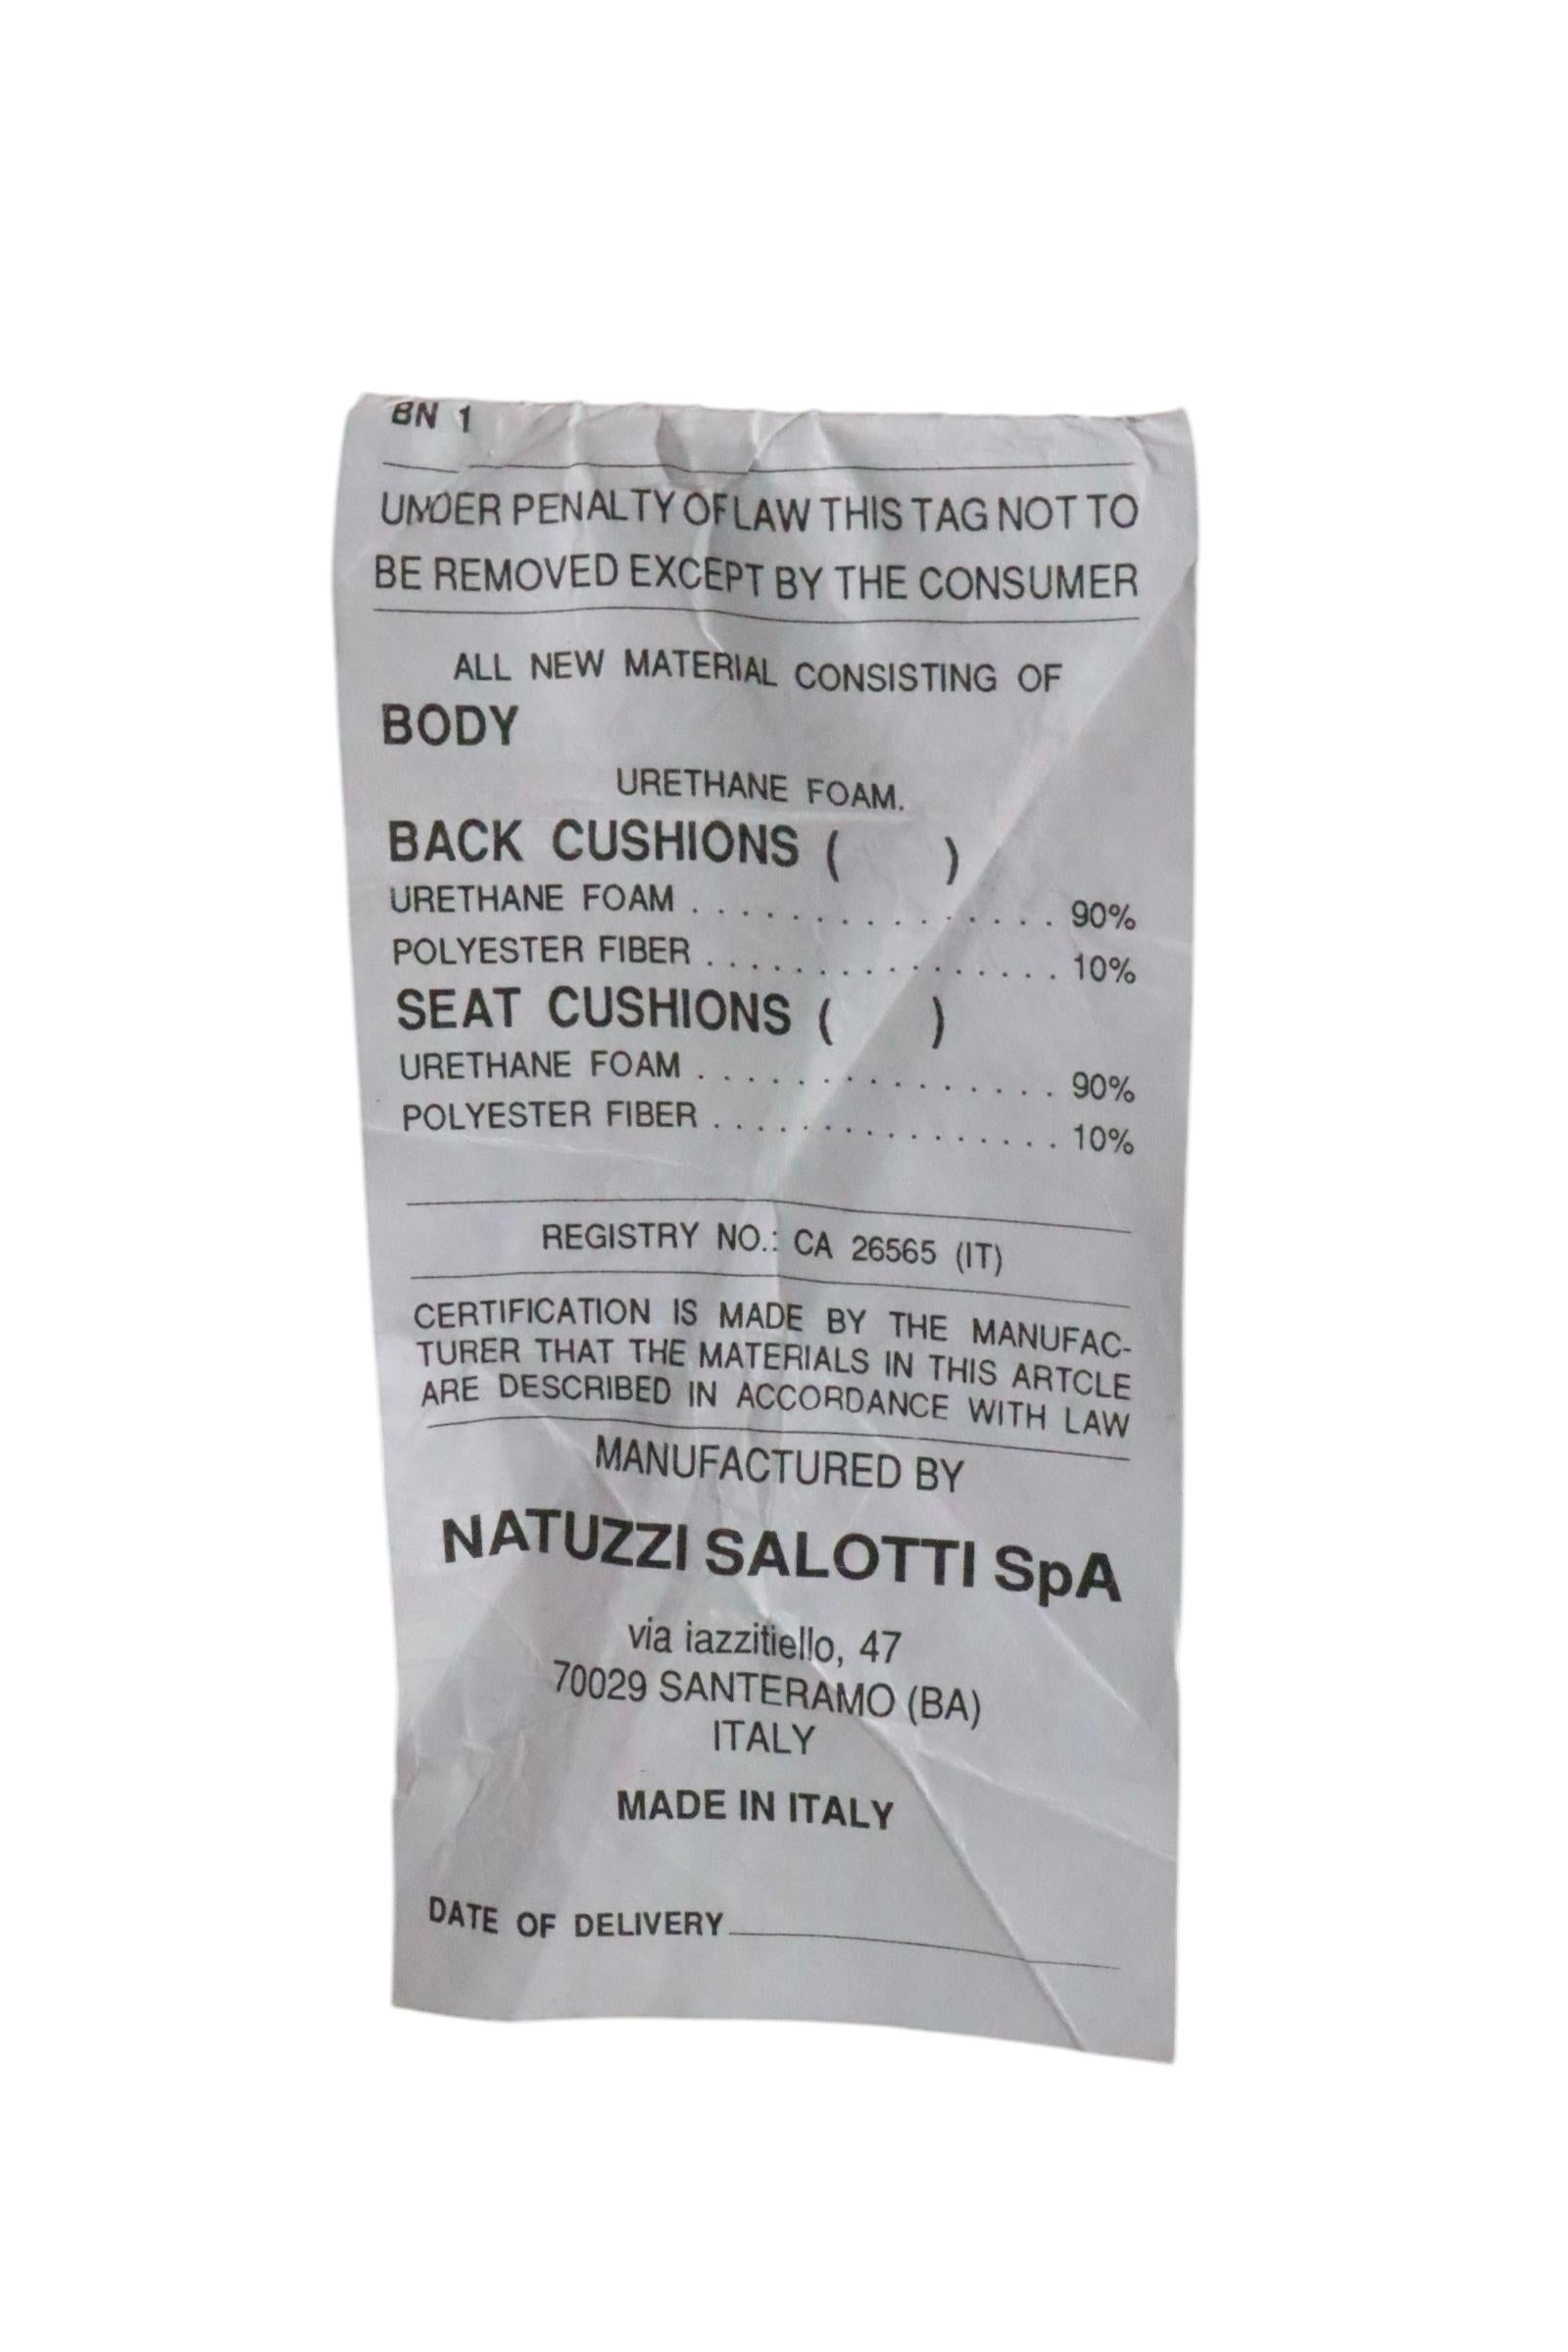 BN 1
UNDER PENALTY OF LAW THIS TAG NOT TO
BE REMOVED EXCEPT BY THE CONSUMER
ALL NEW MATERIAL CONSISTING OF
BODY
URETHANE FOAM.
BACK CUSHIONS ( )
URETHANE FOAM . . . . . . . . . . . . . . . . 90%
POLYESTER FIBER . . . . . . . . . . . . . . . . 10%
SEAT CUSHIONS ( )
URETHANE FOAM . . . . . . . . . . . . . . . . 90%
POLYESTER FIBER . . . . . . . . . . . . . . . . 10%
REGISTRY NO.: CA 26565 (IT)
CERTIFICATION IS MADE BY THE MANUFAC-
TURER THAT THE MATERIALS IN THIS ARTCLE
ARE DESCRIBED IN ACCORDANCE WITH LAW
MANUFACTURED BY
NATUZZI SALOTTI SpA
via iazzitiello, 47
70029 SANTERAMO (BA)
ITALY
MADE IN ITALY
DATE OF DELIVERY